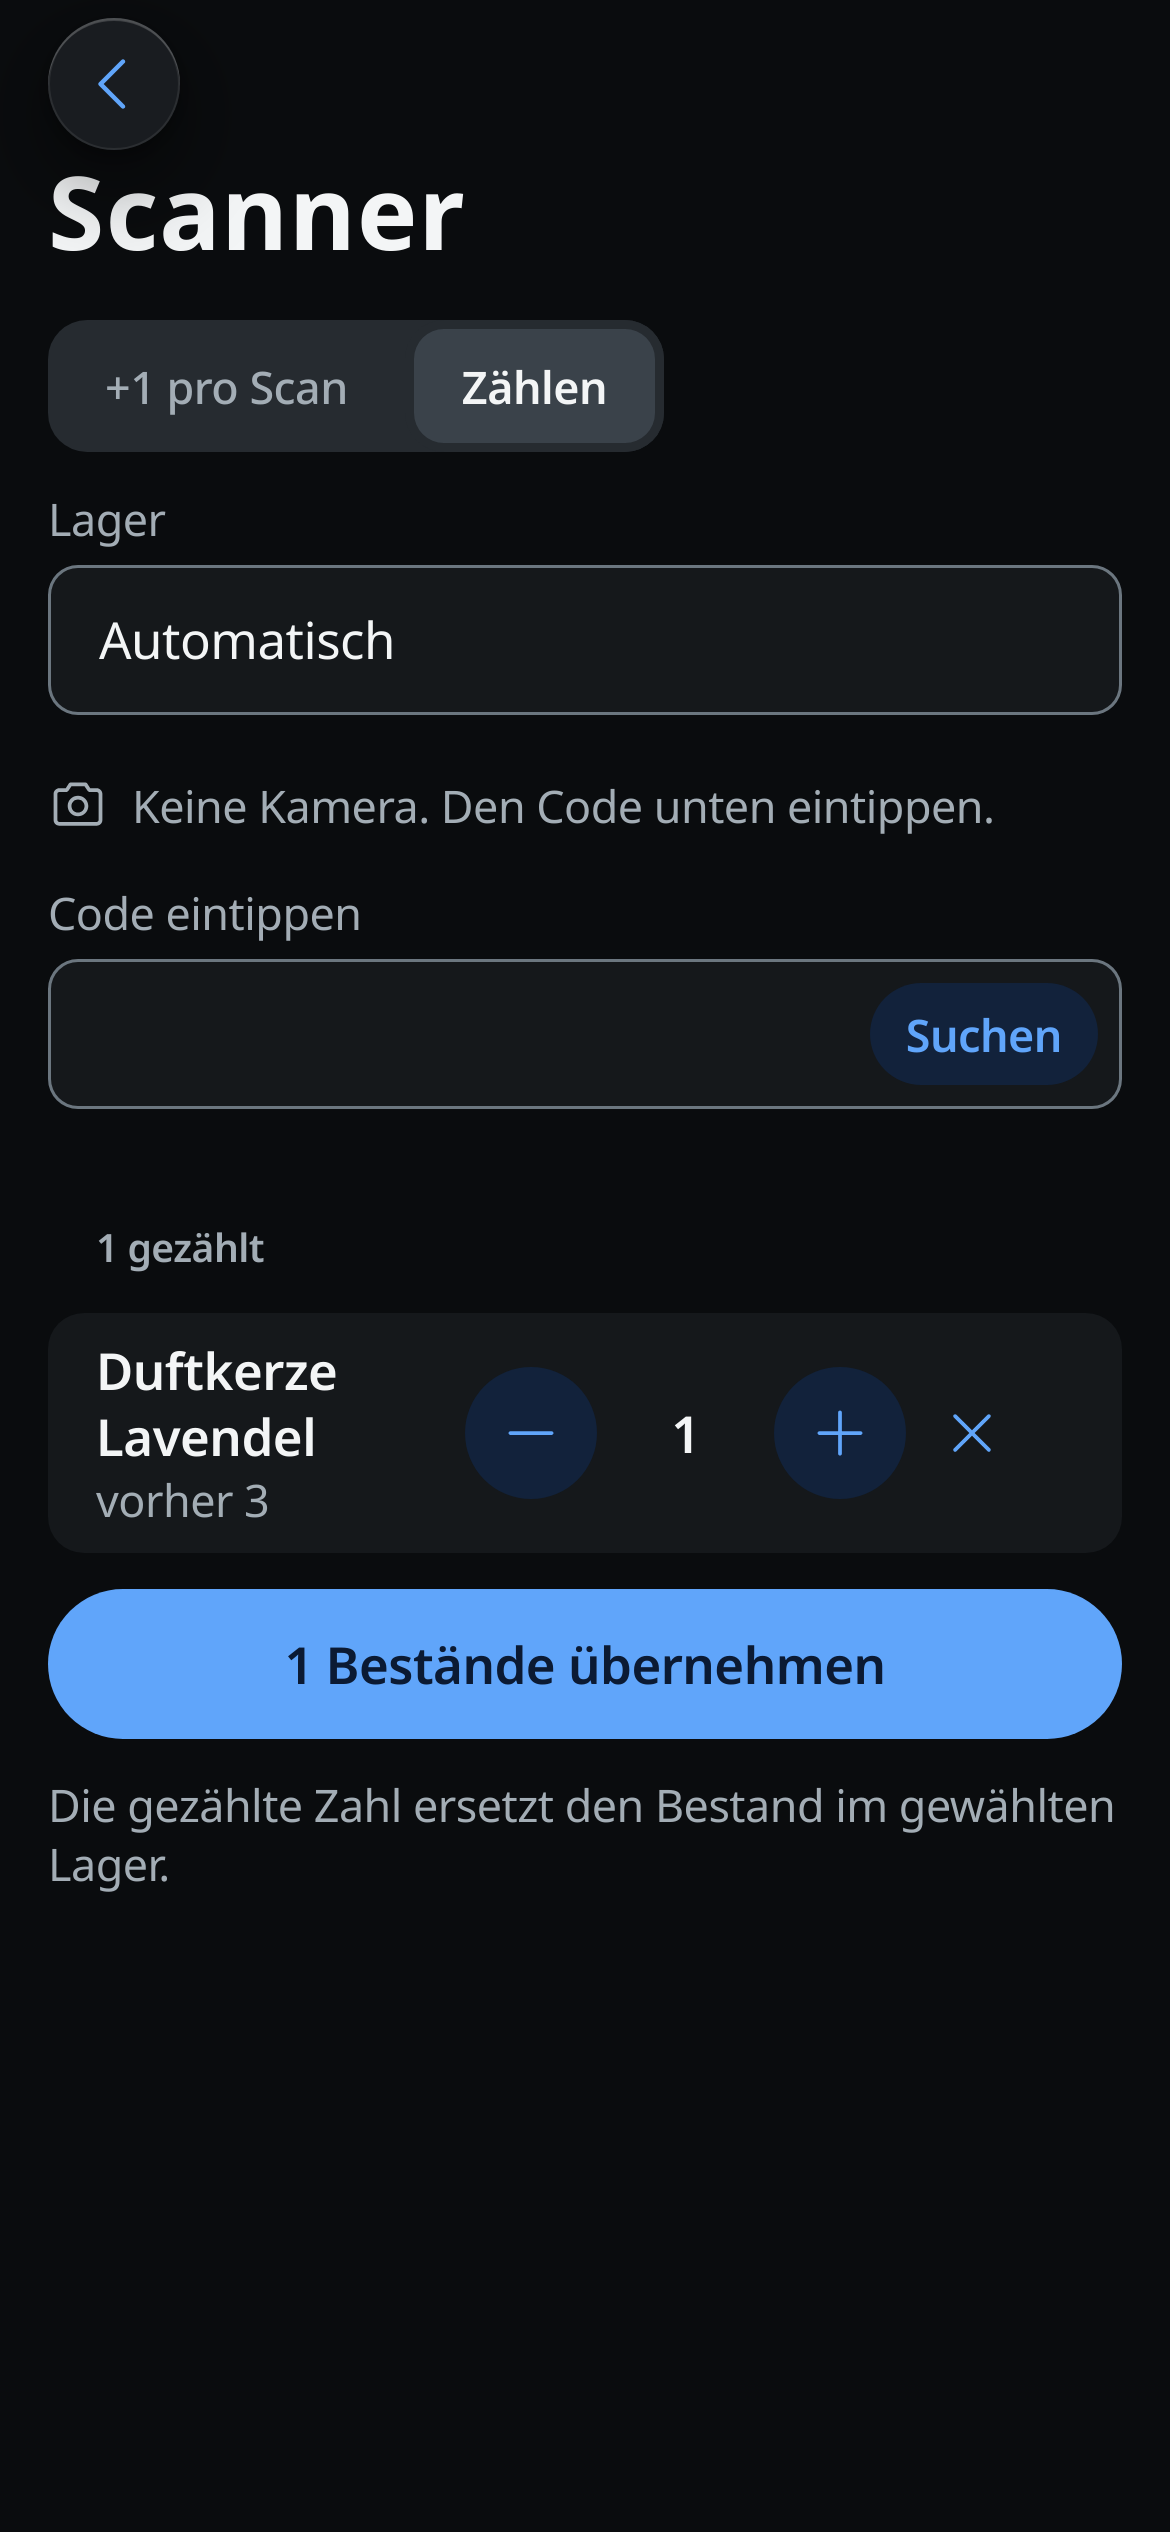 Scanner
+1 pro Scan
Zählen
Lager
Automatisch
Keine Kamera. Den Code unten eintippen.
Code eintippen
Suchen
1 gezählt
Duftkerze
Lavendel
vorher 3
1
1 Bestände übernehmen
Die gezählte Zahl ersetzt den Bestand im gewählten
Lager.